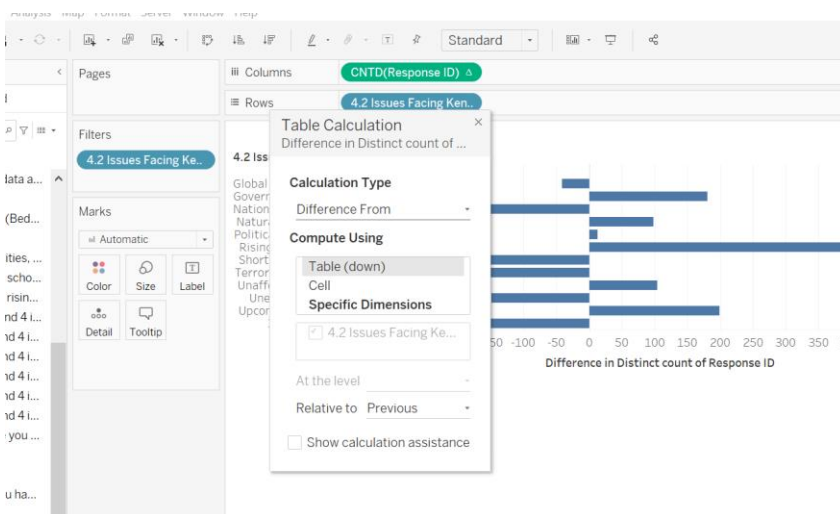 Analysis Map Format Server Window Help
Standard
Pages
iii Columns
CNTD(Response ID) Δ
Rows
4.2 Issues Facing Ken..
Filters
4.2 Issues Facing Ke..
Marks
Automatic
Color
Size
Label
Detail
Tooltip
data a...
(Bed...
ities, ...
scho...
risin...
nd 4 i...
nd 4 i...
nd 4 i...
nd 4 i...
nd 4 i...
nd 4 i...
you ...
u ha...
Table Calculation
Difference in Distinct count of ...
Calculation Type
Difference From
Compute Using
Table (down)
Cell
Specific Dimensions
4.2 Issues Facing Ke...
At the level
Relative to Previous
Show calculation assistance
4.2 Iss
Global
Govern
Nation
Natur
Politic
Rising
Short
Terror
Unaff
Une
Upcor
50 -100 -50 0 50 100 150 200 250 300 350
Difference in Distinct count of Response ID